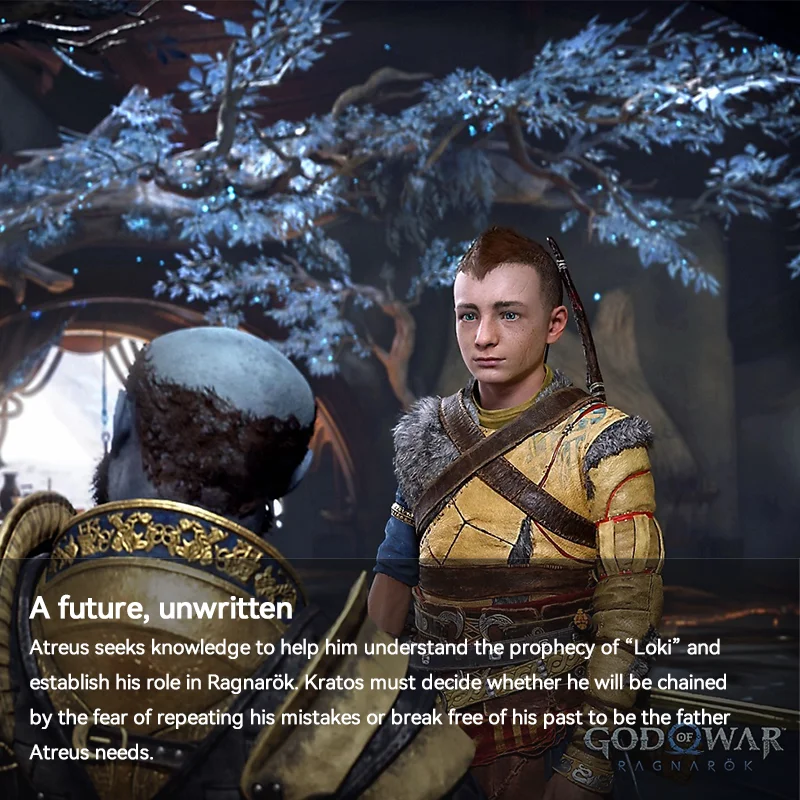 A future, unwritten
Atreus seeks knowledge to help him understand the prophecy of “Loki” and
establish his role in Ragnarök. Kratos must decide whether he will be chained
by the fear of repeating his mistakes or break free of his past to be the father
Atreus needs.
GOD OF WAR
RAGNARÖK